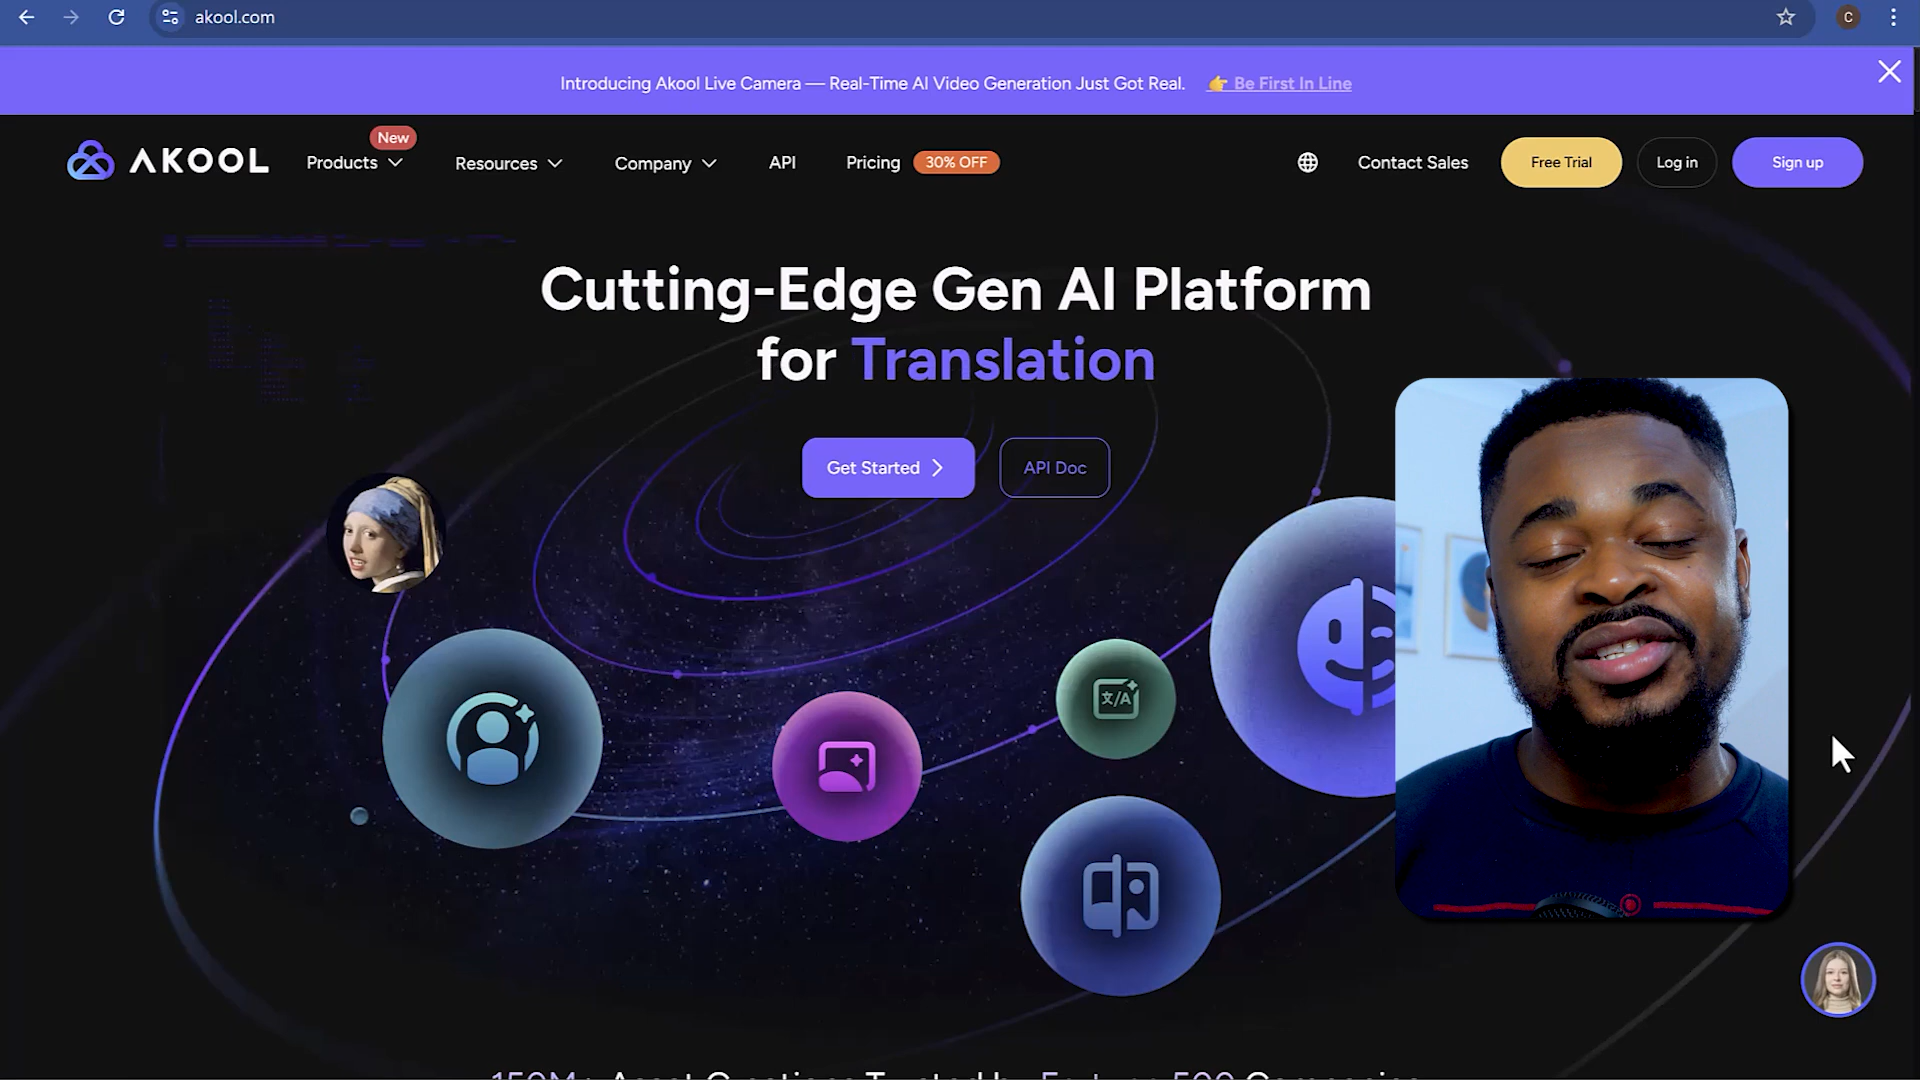 akool.com
C
Introducing Akool Live Camera — Real-Time AI Video Generation Just Got Real. 👉 Be First In Line
AKOOL
New
Products
Resources
Company
API
Pricing
30% OFF
Contact Sales
Free Trial
Log in
Sign up
Cutting-Edge Gen AI Platform
for Translation
Get Started
API Doc
文/A